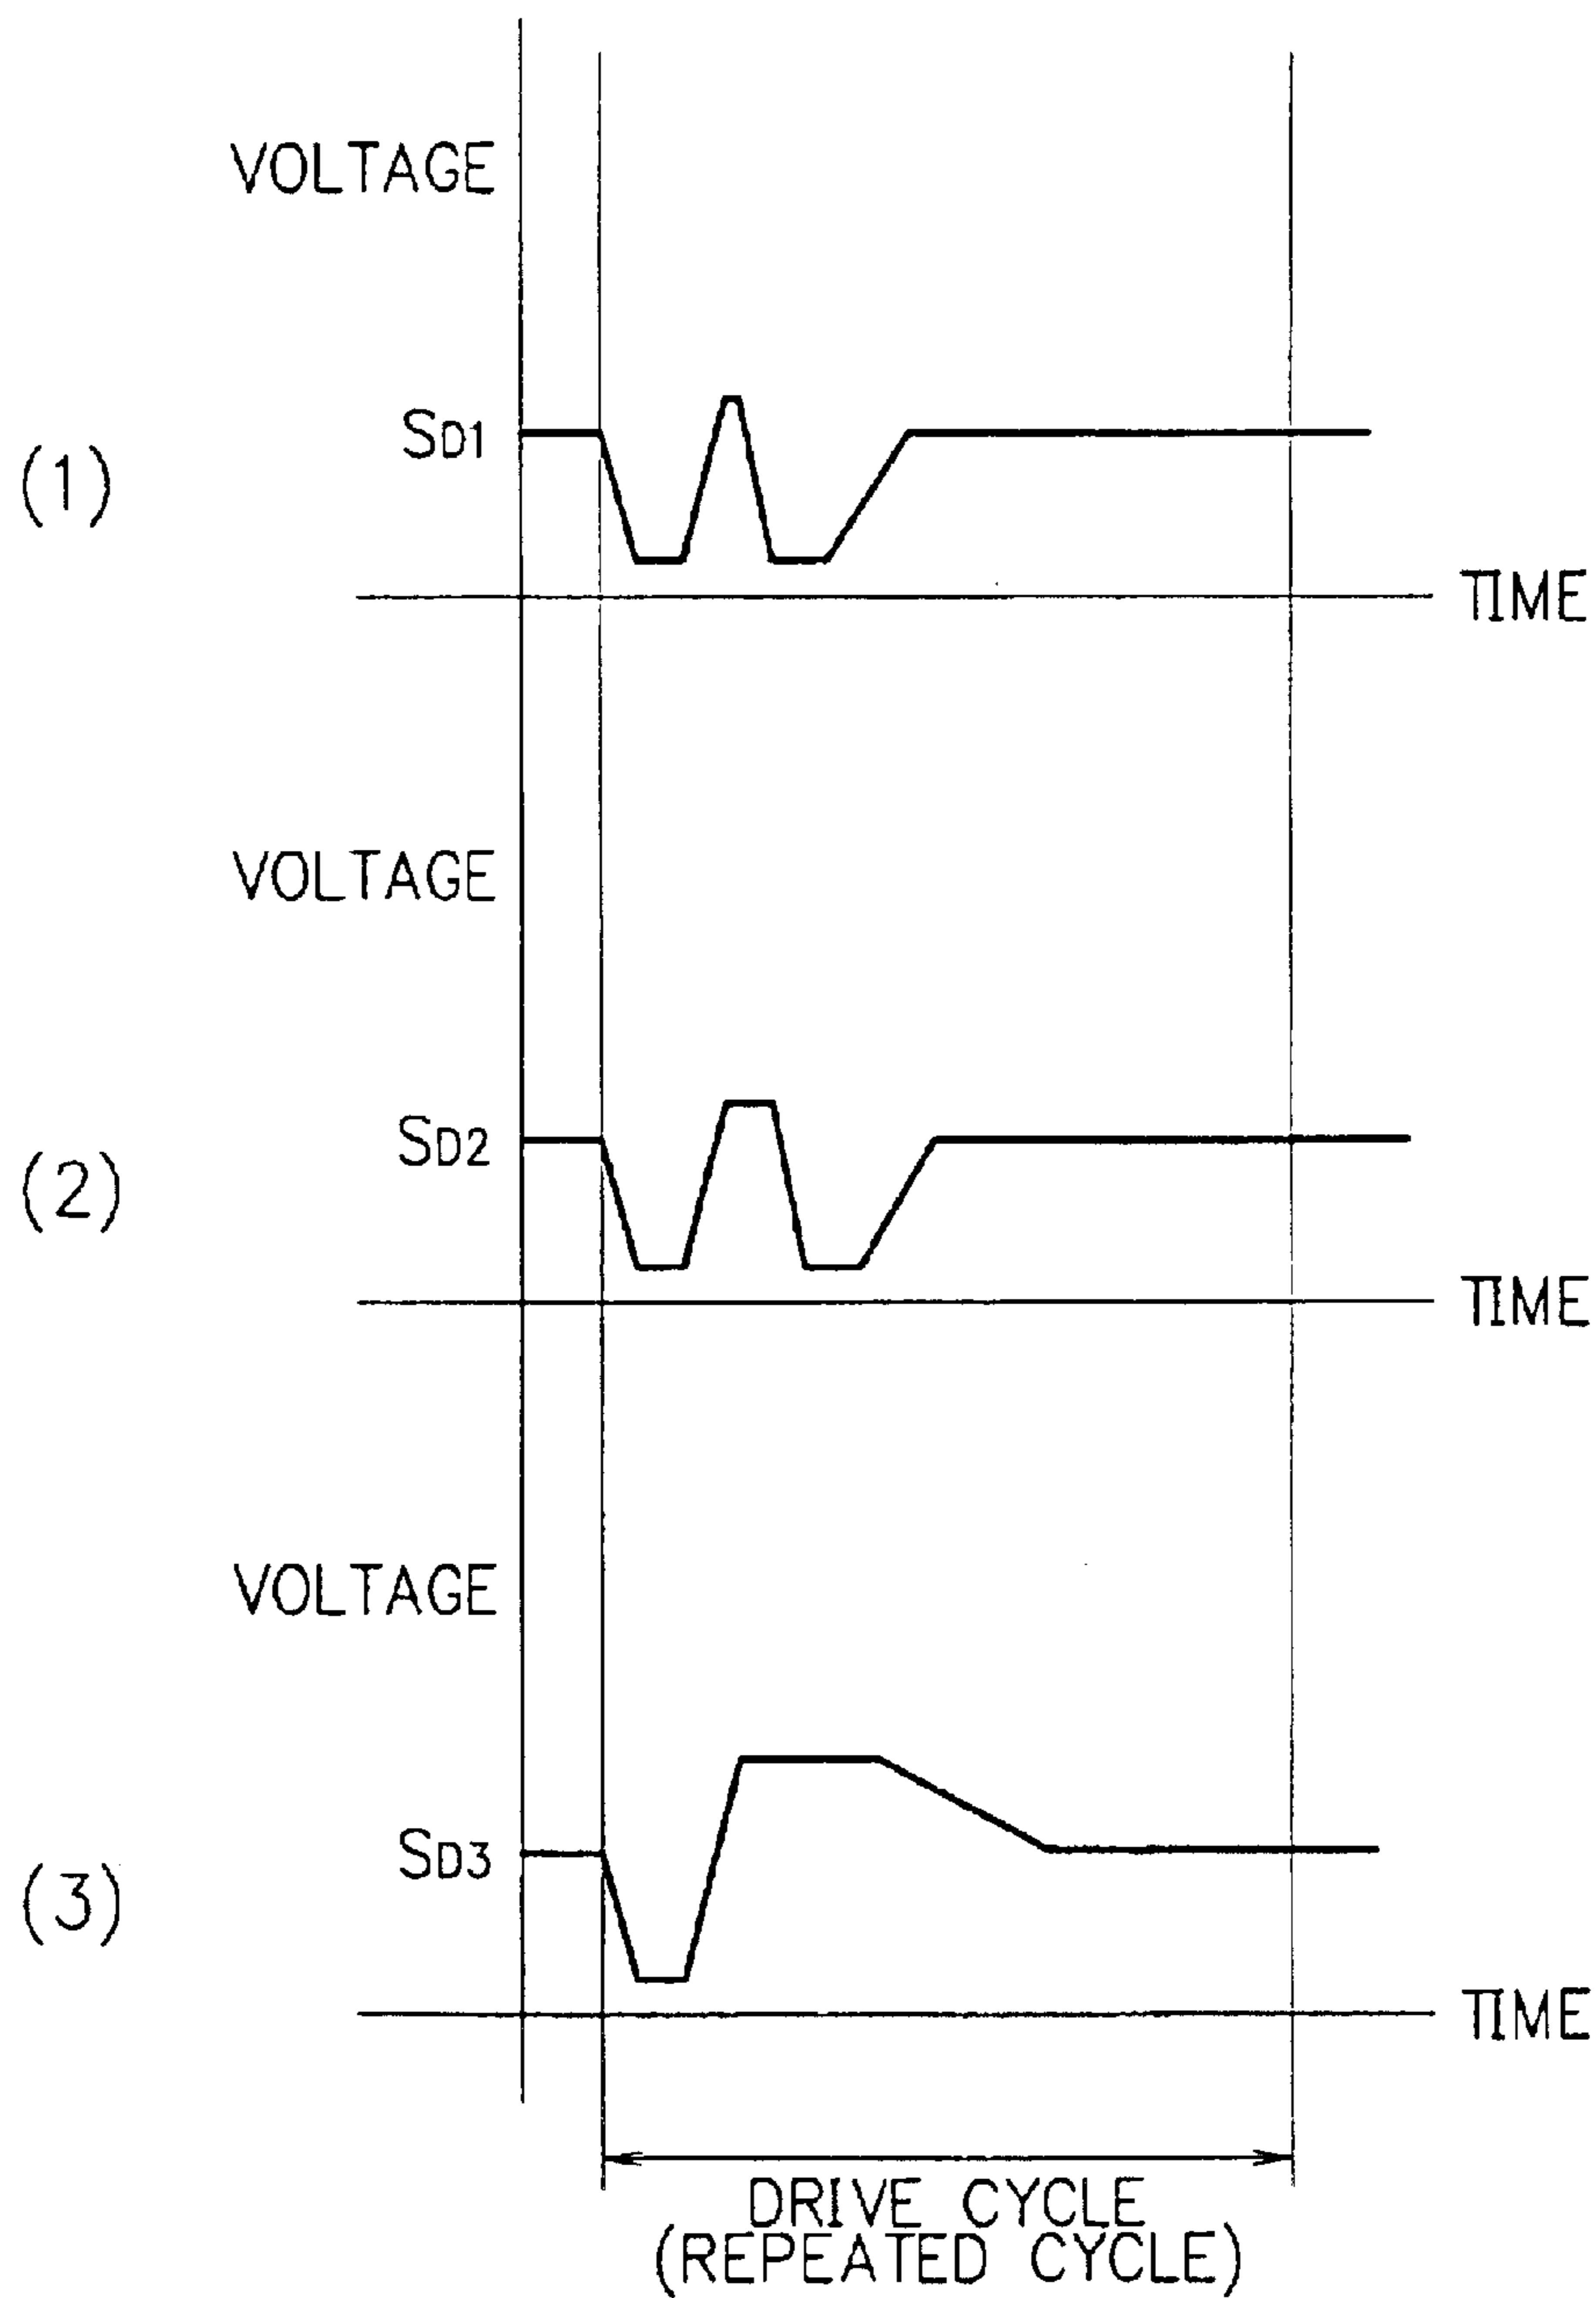 VOLTAGE
SD1
(1)
TIME
VOLTAGE
SD2
(2)
TIME
VOLTAGE
SD3
(3)
TIME
DRIVE CYCLE
(REPEATED CYCLE)